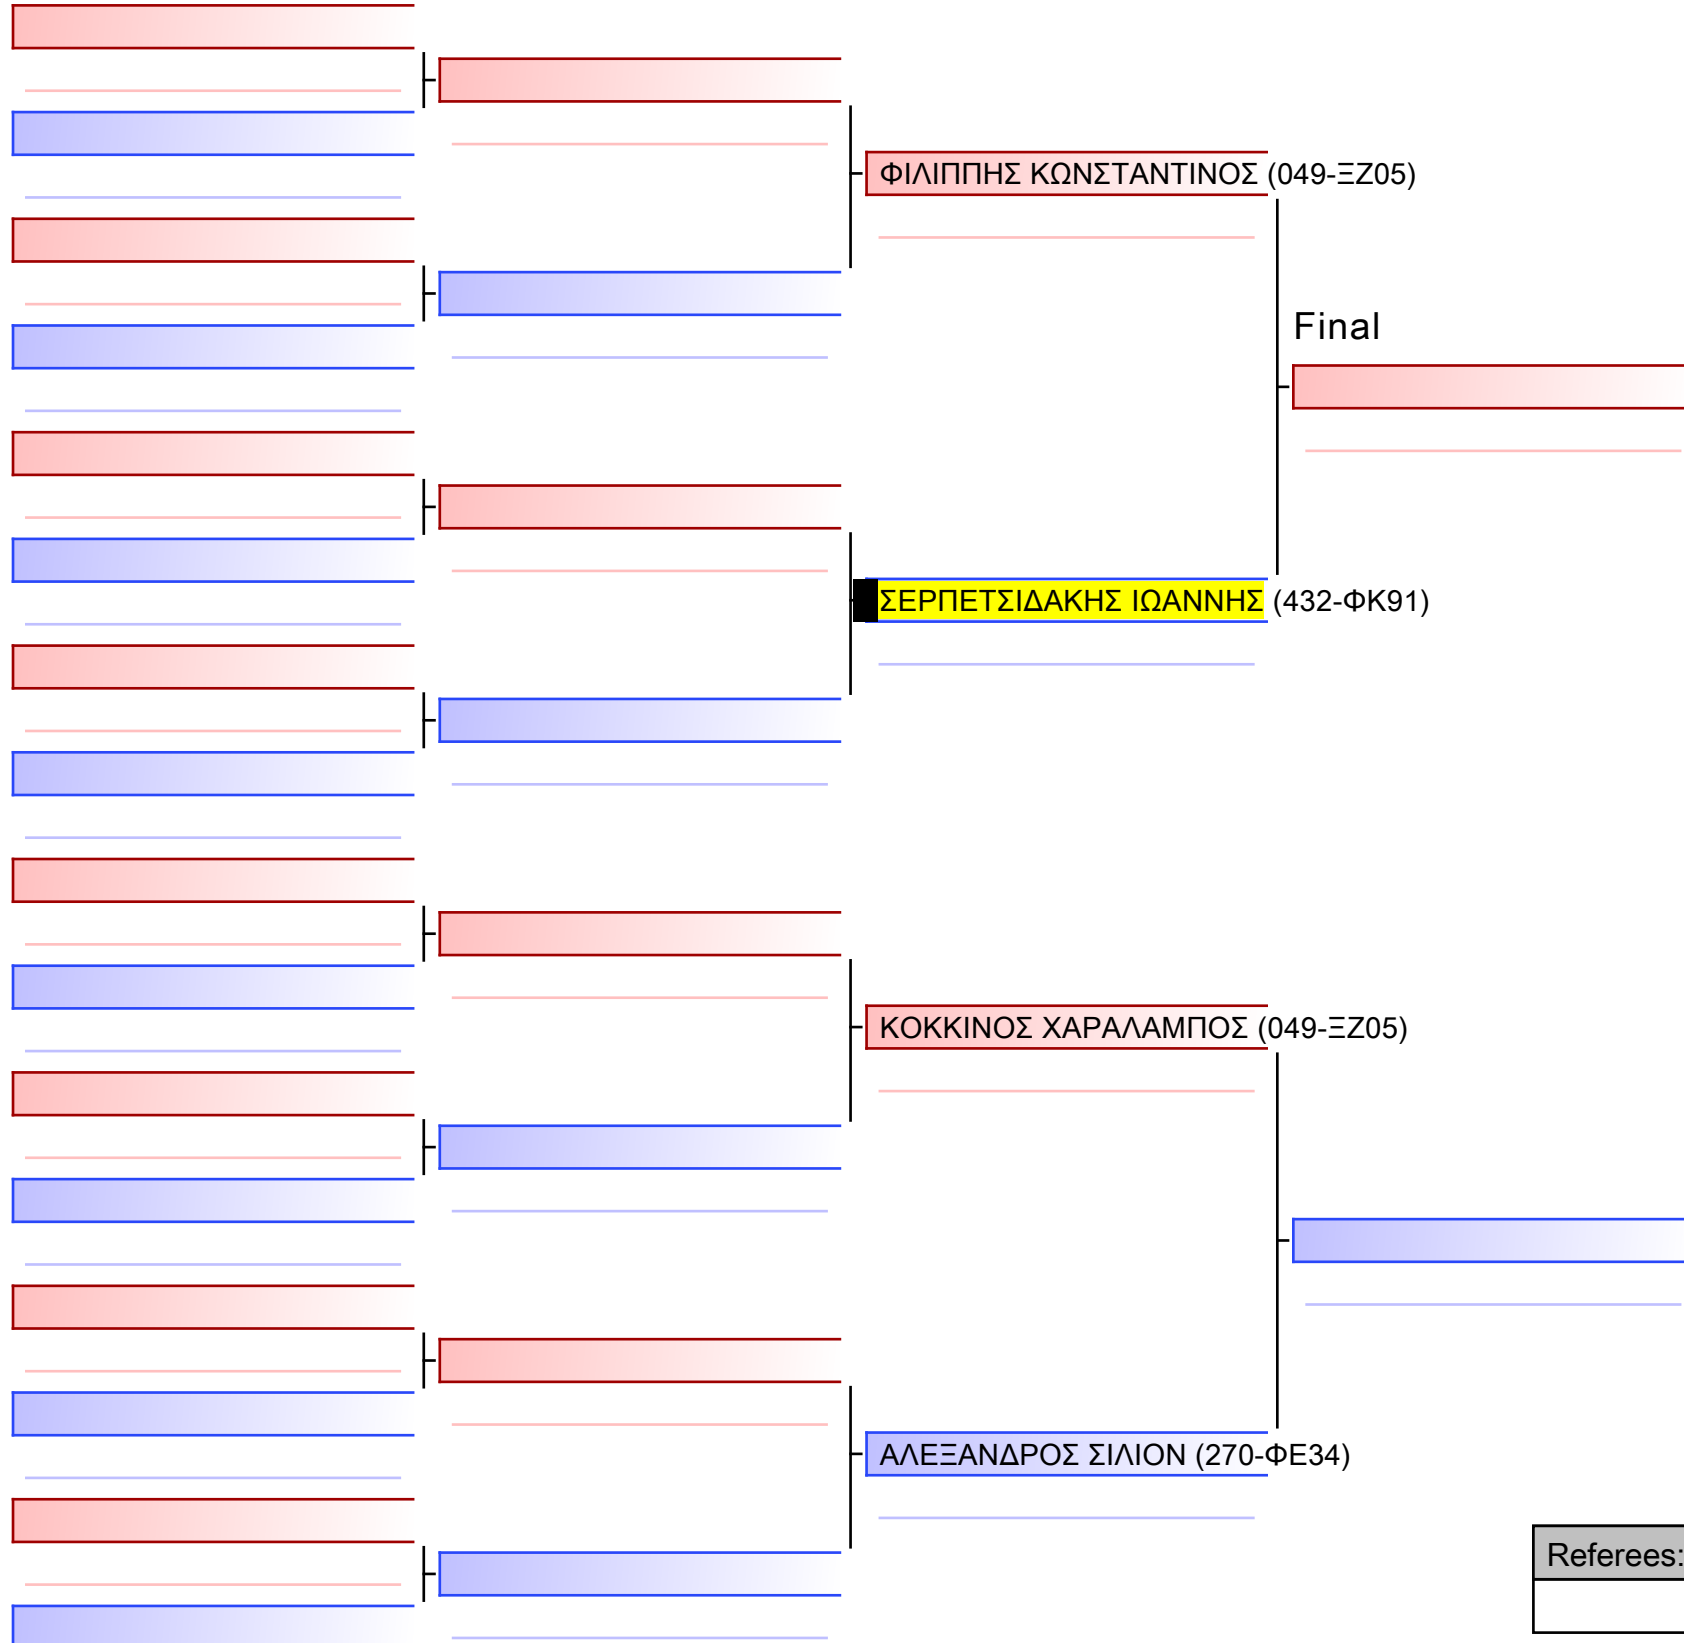 ΦΙΛΙΠΠΗΣ ΚΩΝΣΤΑΝΤΙΝΟΣ (049-ΞΖ05)
Final
ΣΕΡΠΕΤΣΙΔΑΚΗΣ ΙΩΑΝΝΗΣ (432-ΦΚ91)
ΚΟΚΚΙΝΟΣ ΧΑΡΑΛΑΜΠΟΣ (049-ΞΖ05)
ΑΛΕΞΑΝΔΡΟΣ ΣΙΛΙΟΝ (270-ΦΕ34)
Referees: